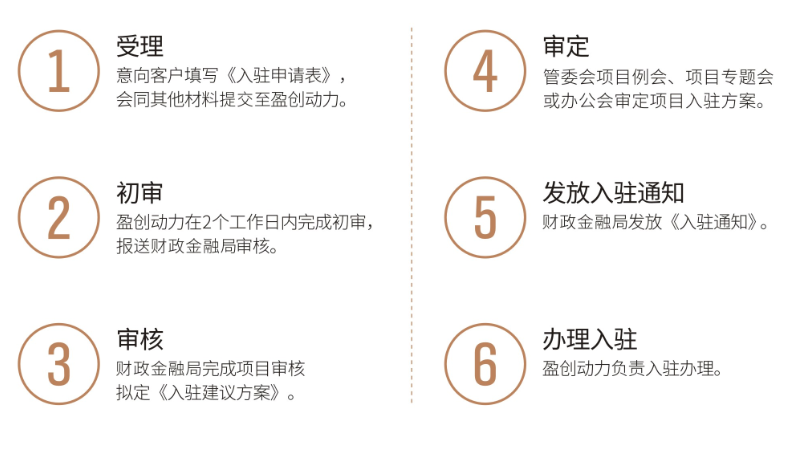 1
受理
意向客户填写《入驻申请表》，
会同其他材料提交至盈创动力。
2
初审
盈创动力在2个工作日内完成初审，
报送财政金融局审核。
3
审核
财政金融局完成项目审核
拟定《入驻建议方案》。
4
审定
管委会项目例会、项目专题会
或办公会审定项目入驻方案。
5
发放入驻通知
财政金融局发放《入驻通知》。
6
办理入驻
盈创动力负责入驻办理。